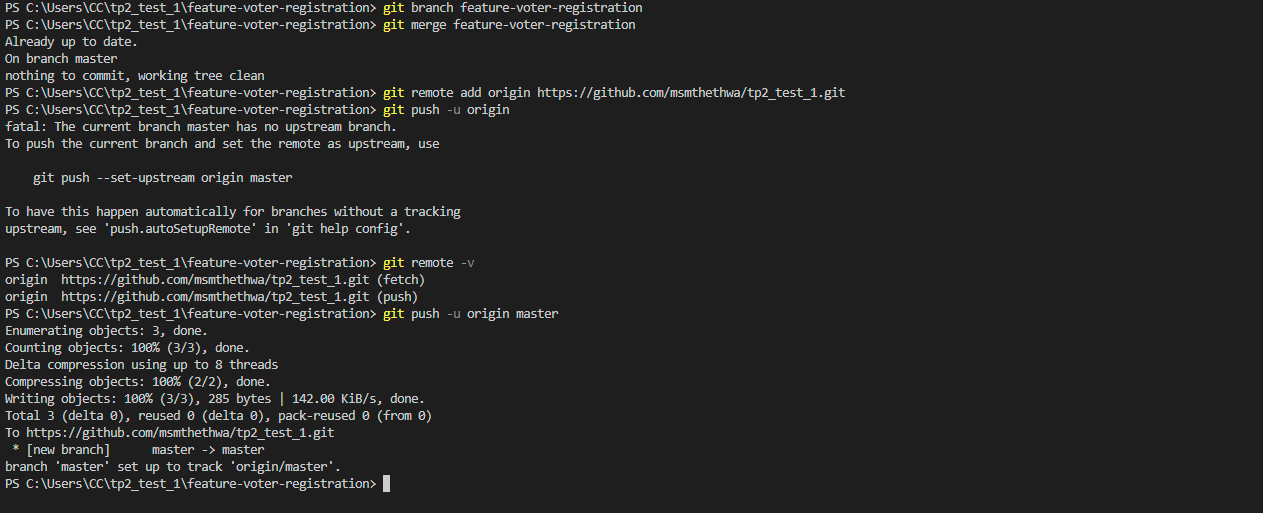 PS C:\Users\CC\tp2_test_1\feature-voter-registration> git branch feature-voter-registration
PS C:\Users\CC\tp2_test_1\feature-voter-registration> git merge feature-voter-registration
Already up to date.
On branch master
nothing to commit, working tree clean
PS C:\Users\CC\tp2_test_1\feature-voter-registration> git remote add origin https://github.com/msmthethwa/tp2_test_1.git
PS C:\Users\CC\tp2_test_1\feature-voter-registration> git push -u origin
fatal: The current branch master has no upstream branch.
To push the current branch and set the remote as upstream, use

    git push --set-upstream origin master

To have this happen automatically for branches without a tracking
upstream, see 'push.autoSetupRemote' in 'git help config'.

PS C:\Users\CC\tp2_test_1\feature-voter-registration> git remote -v
origin  https://github.com/msmthethwa/tp2_test_1.git (fetch)
origin  https://github.com/msmthethwa/tp2_test_1.git (push)
PS C:\Users\CC\tp2_test_1\feature-voter-registration> git push -u origin master
Enumerating objects: 3, done.
Counting objects: 100% (3/3), done.
Delta compression using up to 8 threads
Compressing objects: 100% (2/2), done.
Writing objects: 100% (3/3), 285 bytes | 142.00 KiB/s, done.
Total 3 (delta 0), reused 0 (delta 0), pack-reused 0 (from 0)
To https://github.com/msmthethwa/tp2_test_1.git
 * [new branch]      master -> master
branch 'master' set up to track 'origin/master'.
PS C:\Users\CC\tp2_test_1\feature-voter-registration>